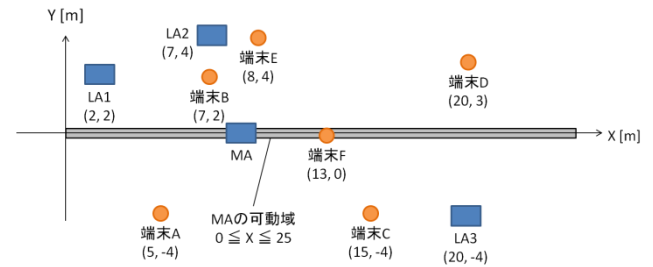 Y [m]
LA2
(7, 4)
端末E
(8, 4)
LA1
(2, 2)
端末B
(7, 2)
端末D
(20, 3)
X [m]
MA
端末F
(13, 0)
端末A
(5, -4)
MAの可動域
0 ≦ X ≦ 25
端末C
(15, -4)
LA3
(20, -4)